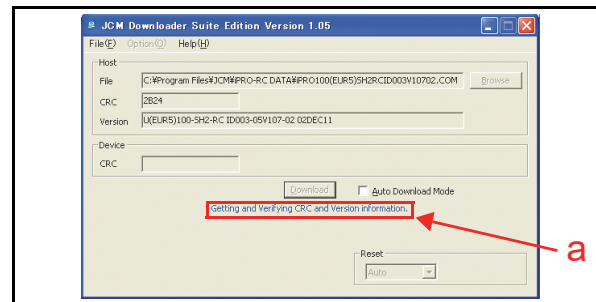 JCM Downloader Suite Edition Version 1.05
File(F) Option(O) Help(H)
Host
File C:¥Program Files¥JCM¥iPRO-RC DATA¥iPRO100(EUR5)SH2RCID003V10702.COM Browse
CRC 2B24
Version U(EUR5)100-SH2-RC ID003-05V107-02 02DEC11
Device
CRC
Download Auto Download Mode
Getting and Verifying CRC and Version information.
a
Reset
Auto